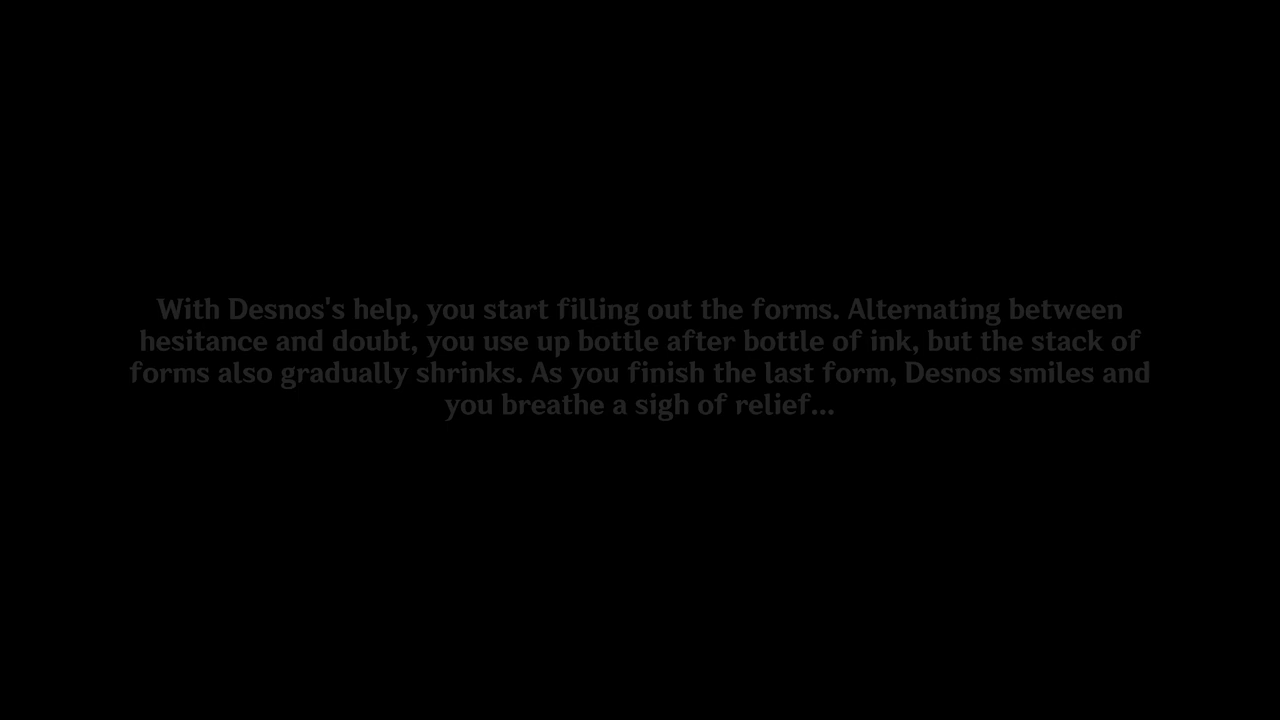 With Desnos's help, you start filling out the forms. Alternating between
hesitance and doubt, you use up bottle after bottle of ink, but the stack of
forms also gradually shrinks. As you finish the last form, Desnos smiles and
you breathe a sigh of relief...